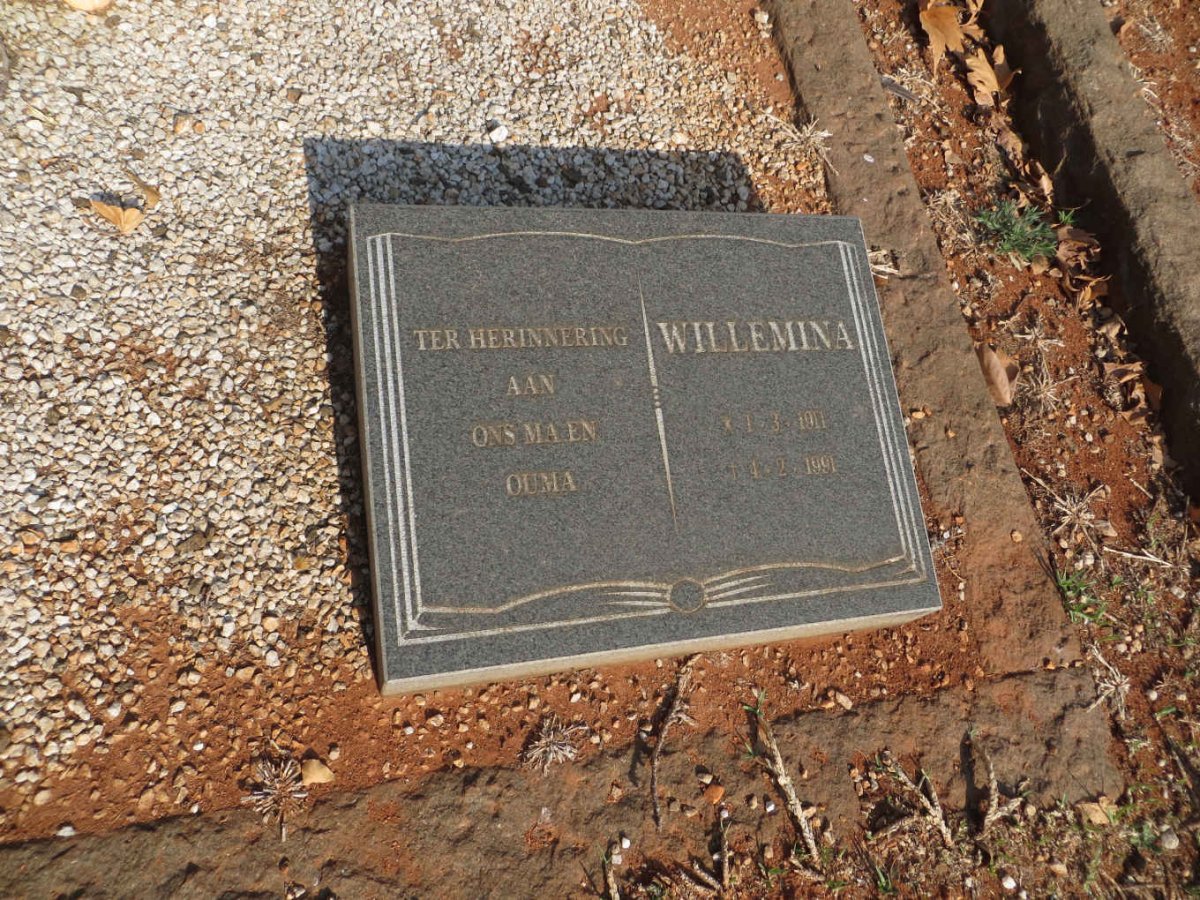 TER HERINNERING
AAN
ONS MA EN
OUMA
WILLEMINA
* 1 - 3 - 1911
† 4 - 2 - 1991